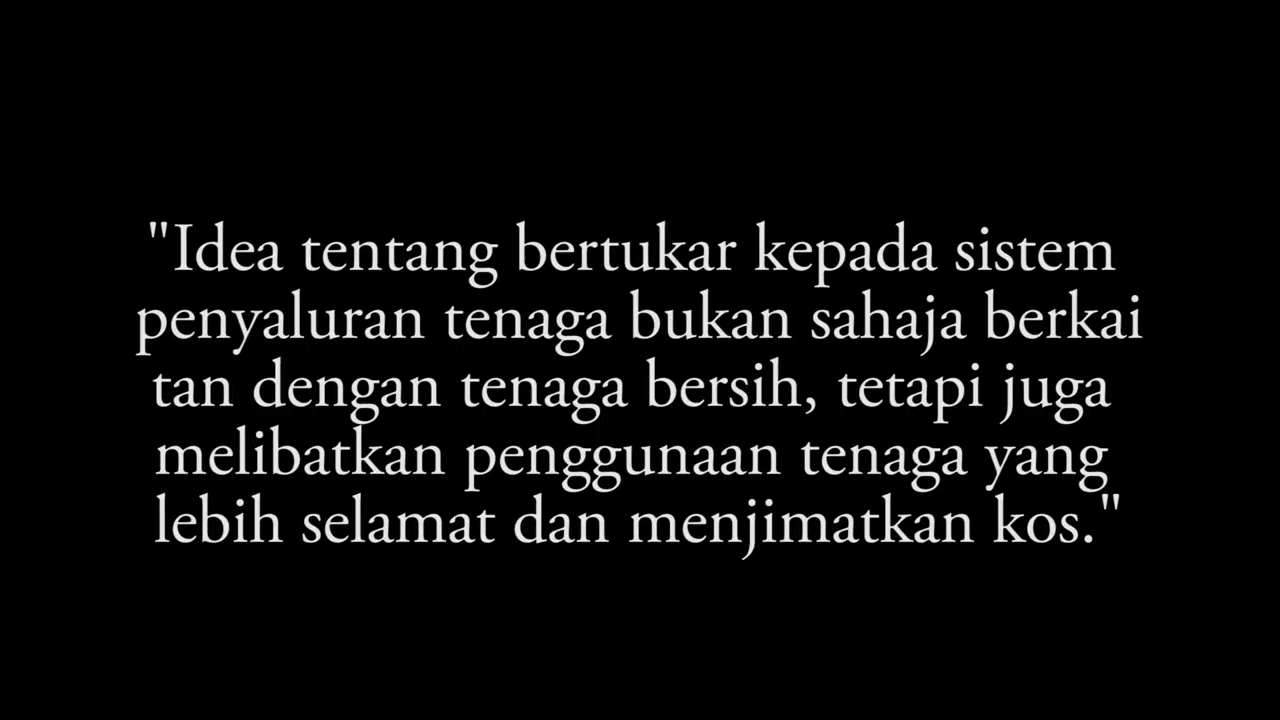 "Idea tentang bertukar kepada sistem
penyaluran tenaga bukan sahaja berkai
tan dengan tenaga bersih, tetapi juga
melibatkan penggunaan tenaga yang
lebih selamat dan menjimatkan kos."